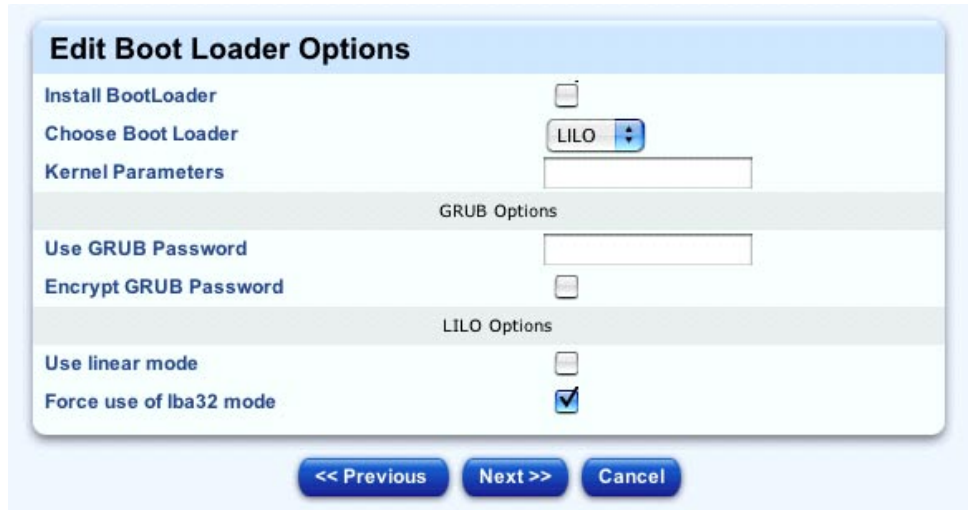 Edit Boot Loader Options
Install BootLoader
Choose Boot Loader LILO
Kernel Parameters
GRUB Options
Use GRUB Password
Encrypt GRUB Password
LILO Options
Use linear mode
Force use of lba32 mode
<< Previous Next >> Cancel